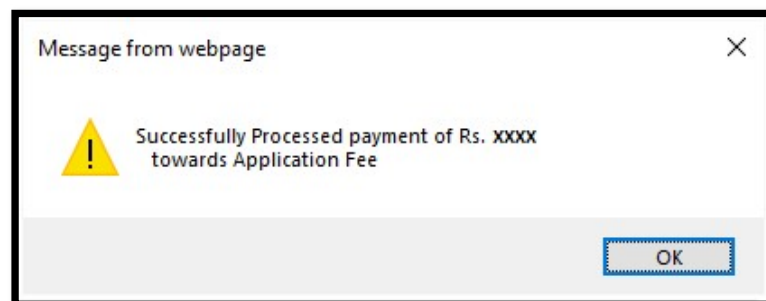 Message from webpage
Successfully Processed payment of Rs. xxxx
towards Application Fee
OK